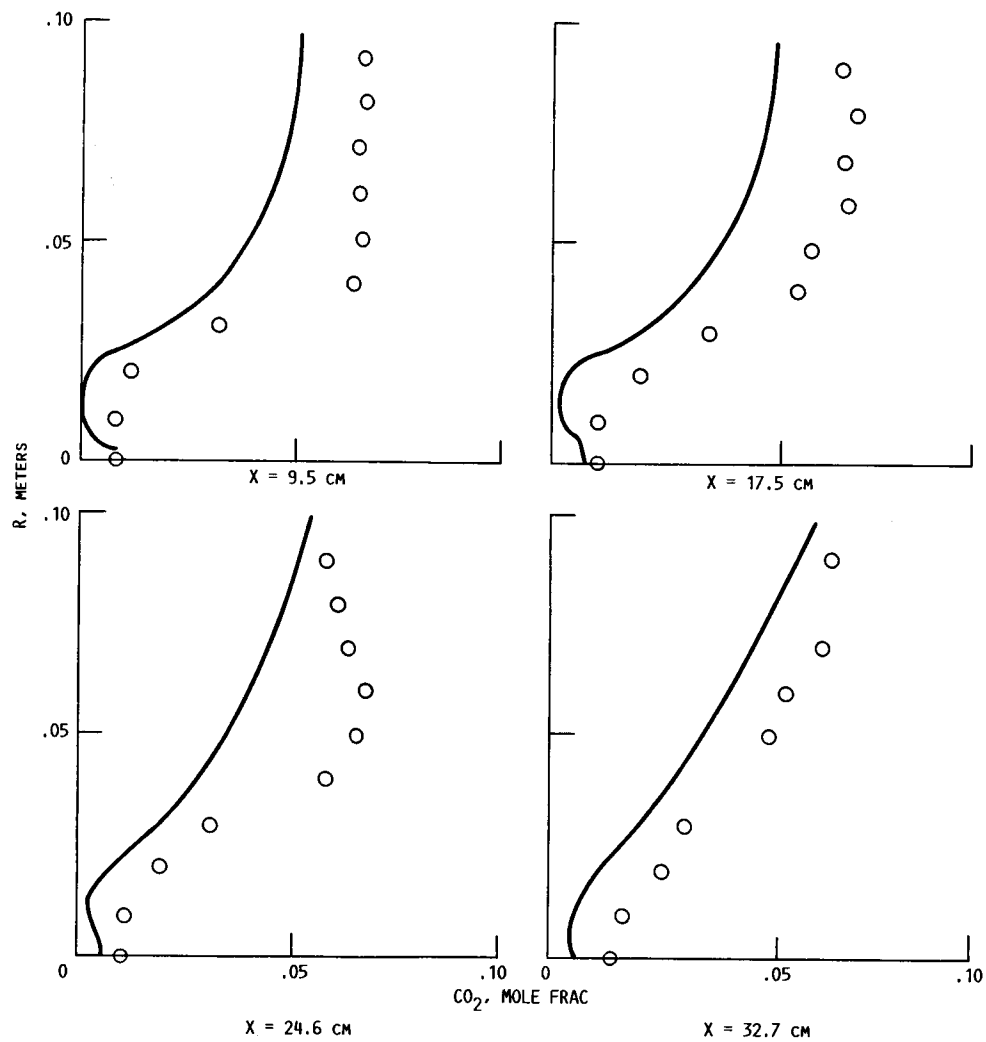 .10
.05
0
X = 9.5 CM
X = 17.5 CM
R, METERS
.10
.05
0
.05
.10
0
.05
.10
CO2, MOLE FRAC
X = 24.6 CM
X = 32.7 CM